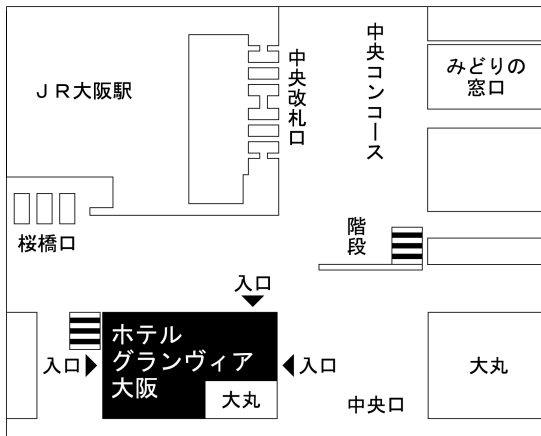 JR大阪駅
中央改札口
中央コンコース
みどりの
窓口
桜橋口
階段
入口
ホテル
グランヴィア
大阪
入口
大丸
入口
中央口
大丸